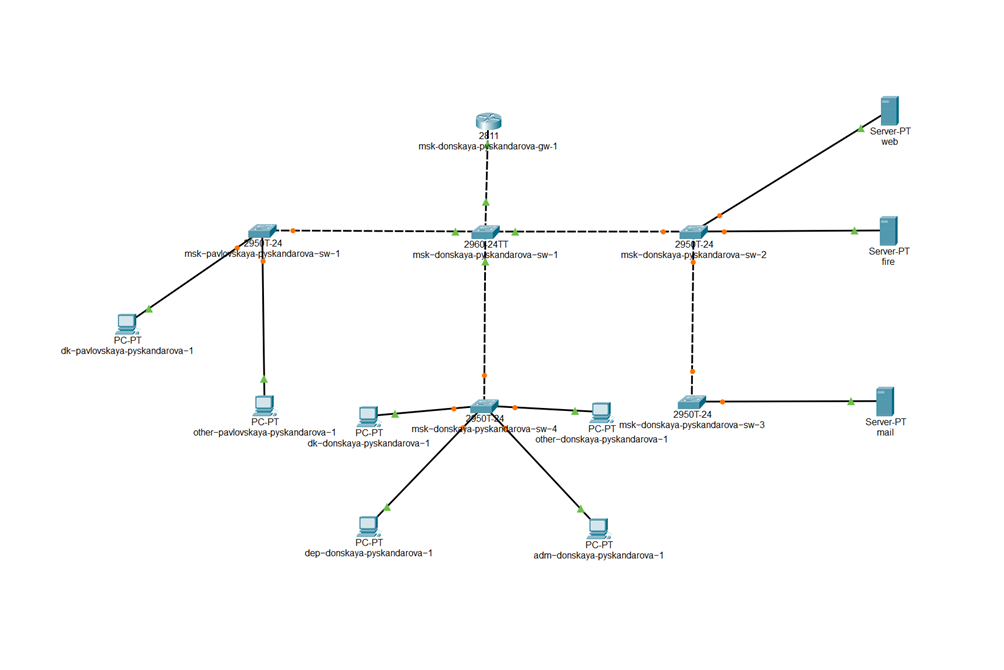 2811
msk-donskaya-pyskandarova-gw-1
Server-PT
web
2950T-24
msk-pavlovskaya-pyskandarova-sw-1
2960-24TT
msk-donskaya-pyskandarova-sw-1
2950T-24
msk-donskaya-pyskandarova-sw-2
Server-PT
fire
PC-PT
dk-pavlovskaya-pyskandarova-1
PC-PT
other-pavlovskaya-pyskandarova-1
PC-PT
dk-donskaya-pyskandarova-1
2950T-24
msk-donskaya-pyskandarova-sw-4
PC-PT
other-donskaya-pyskandarova-1
2950T-24
msk-donskaya-pyskandarova-sw-3
Server-PT
mail
PC-PT
dep-donskaya-pyskandarova-1
PC-PT
adm-donskaya-pyskandarova-1